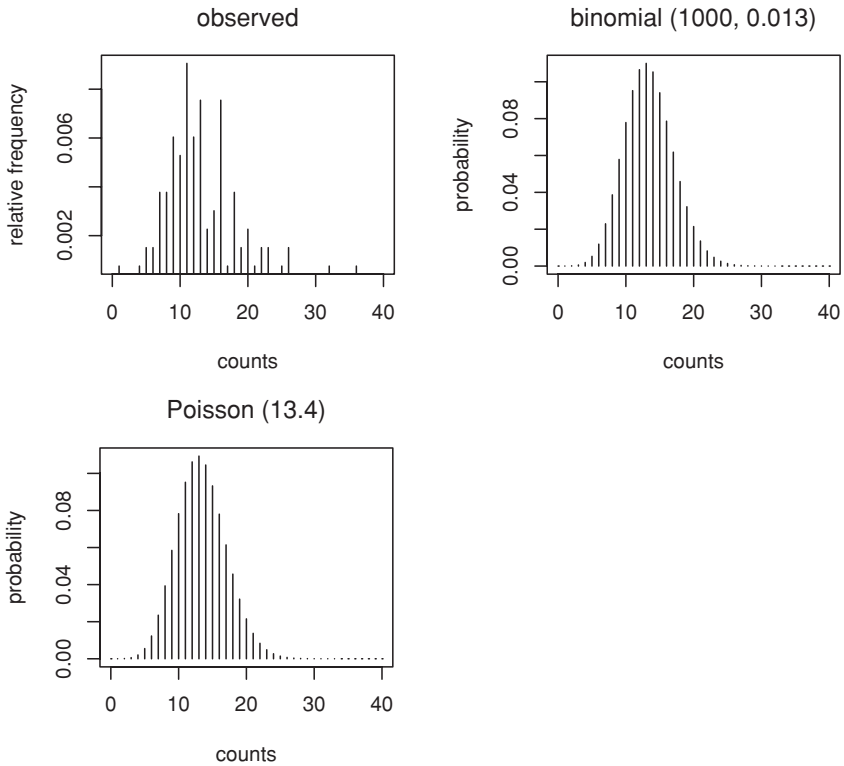 observed
relative frequency
0.002 0.006
0 10 20 30 40
counts
binomial (1000, 0.013)
probability
0.00 0.04 0.08
0 10 20 30 40
counts
Poisson (13.4)
probability
0.00 0.04 0.08
0 10 20 30 40
counts